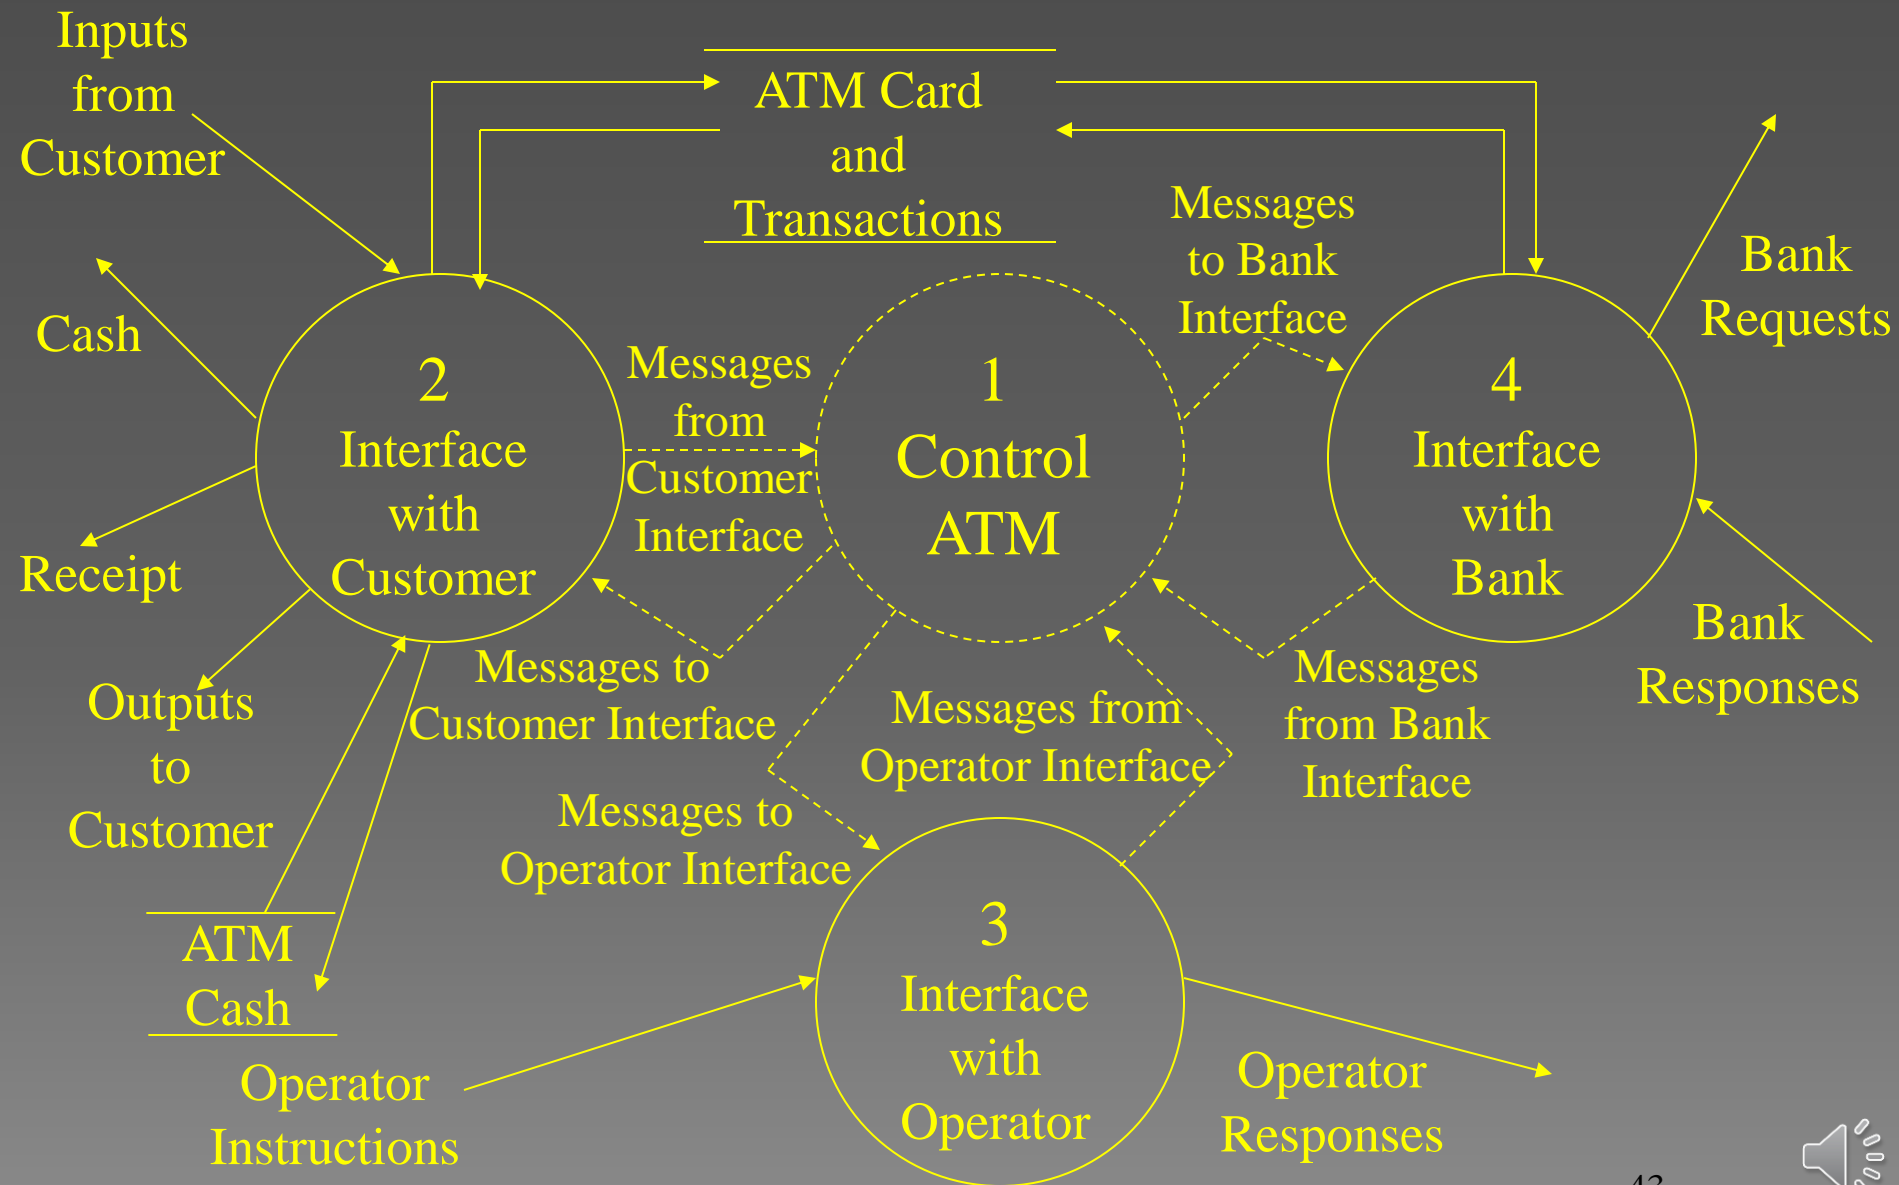 Inputs
from
Customer
ATM Card
and
Transactions
Messages
to Bank
Interface
Bank
Requests
Cash
2
Interface
with
Customer
Messages
from
Customer
Interface
1
Control
ATM
4
Interface
with
Bank
Receipt
Bank
Responses
Outputs
to
Customer
Messages to
Customer Interface
Messages from
Operator Interface
Messages
from Bank
Interface
Messages to
Operator Interface
ATM
Cash
3
Interface
with
Operator
Operator
Instructions
Operator
Responses